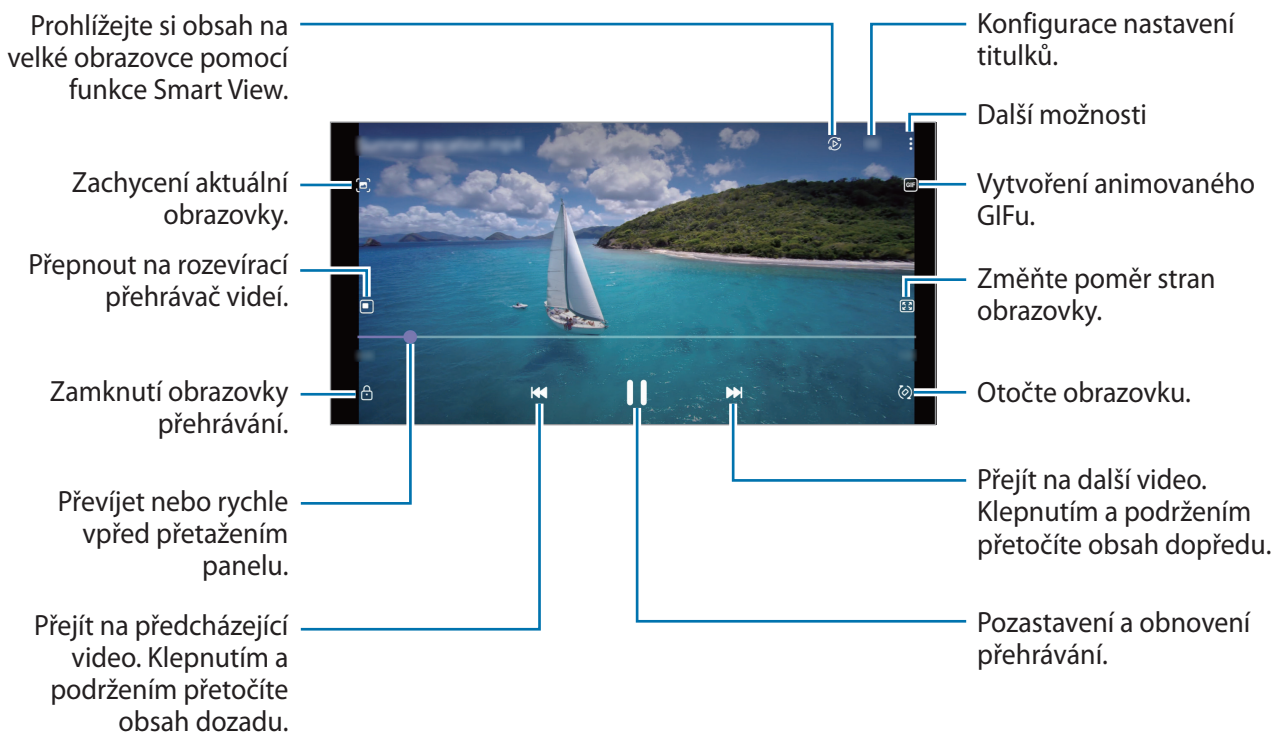 Prohlížejte si obsah na
velké obrazovce pomocí
funkce Smart View.
Zachycení aktuální
obrazovky.
Přepnout na rozevírací
přehrávač videí.
Zamknutí obrazovky
přehrávání.
Převíjet nebo rychle
vpřed přetažením
panelu.
Přejít na předcházející
video. Klepnutím a
podržením přetočíte
obsah dozadu.
Konfigurace nastavení
titulků.
Další možnosti
Vytvoření animovaného
GIFu.
GIF
Změňte poměr stran
obrazovky.
Otočte obrazovku.
Přejít na další video.
Klepnutím a podržením
přetočíte obsah dopředu.
Pozastavení a obnovení
přehrávání.